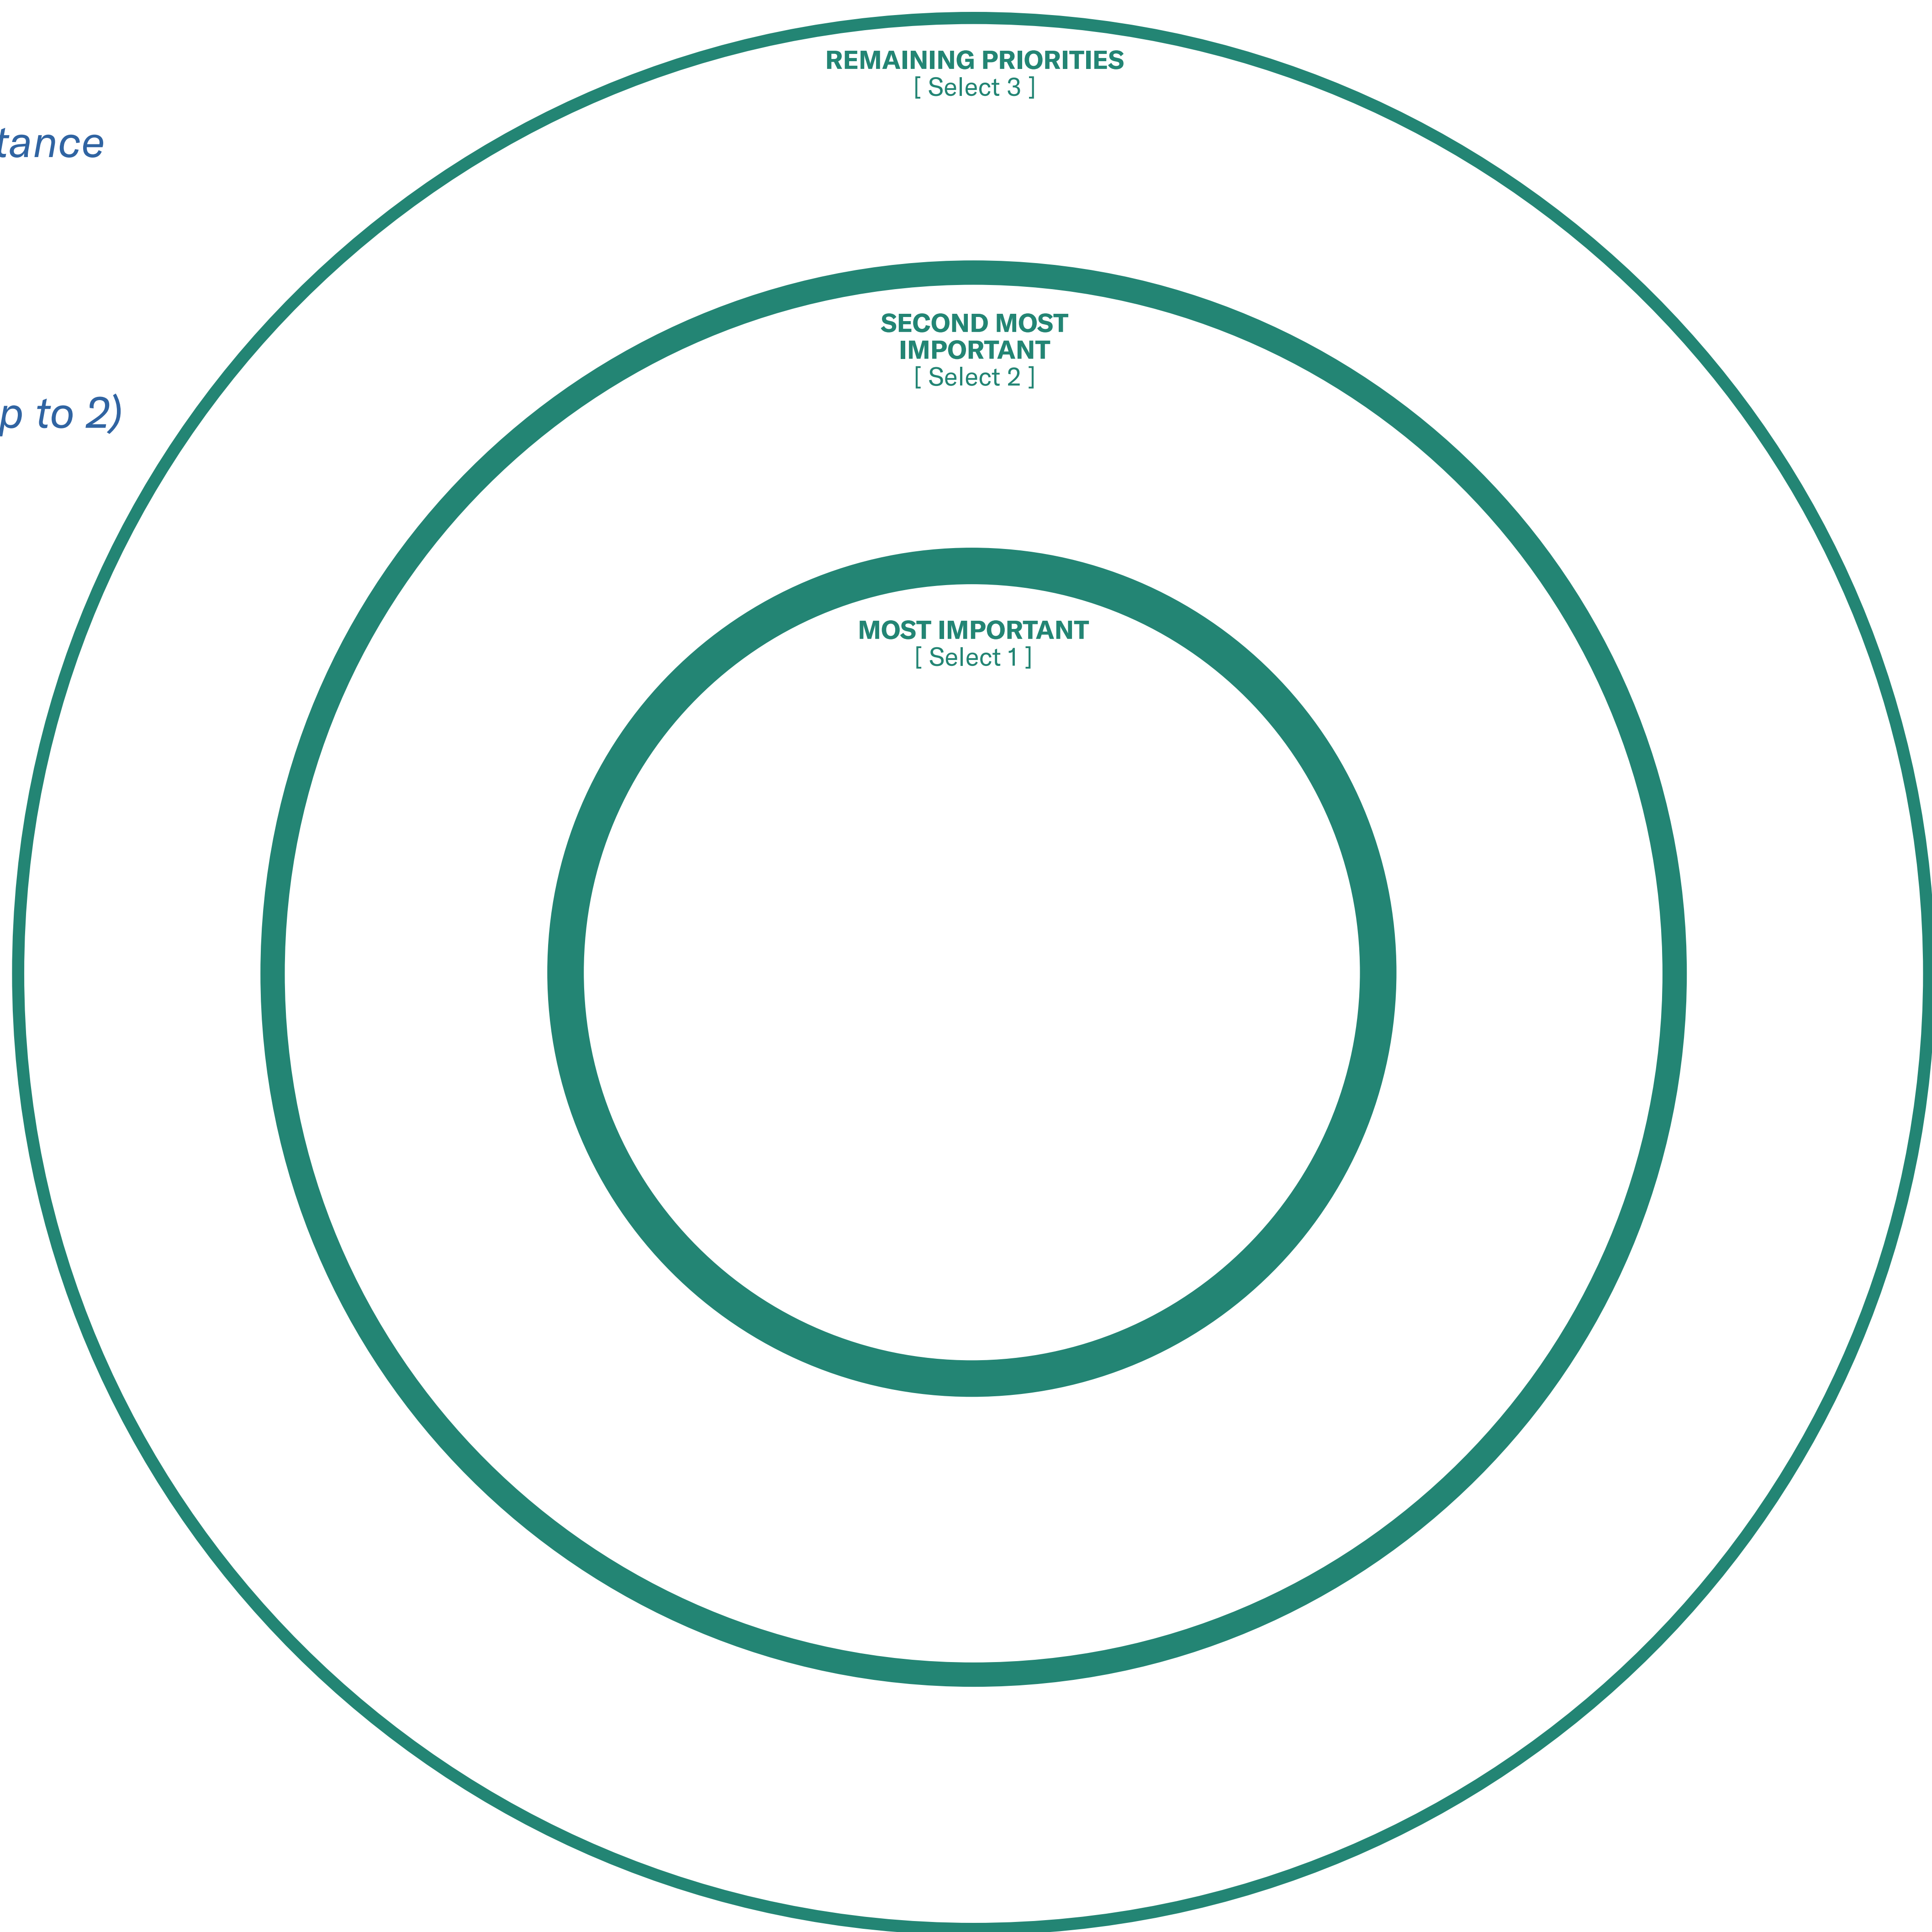 REMAINING PRIORITIES
[ Select 3 ]
tance
SECOND MOST
IMPORTANT
[ Select 2 ]
p to 2)
MOST IMPORTANT
[ Select 1 ]